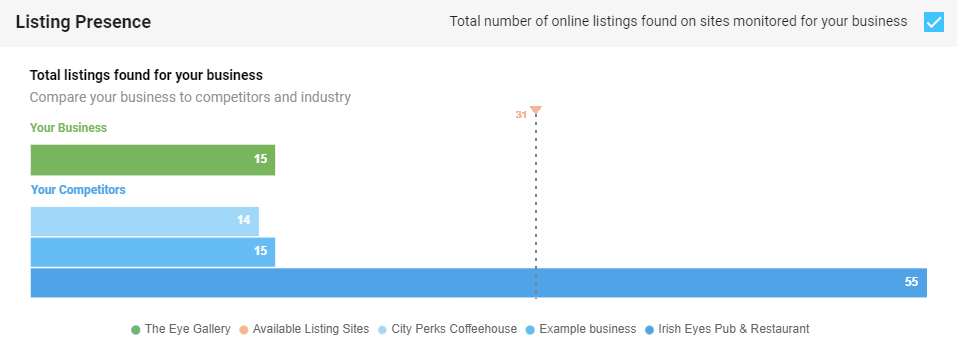 Listing Presence
Total number of online listings found on sites monitored for your business
Total listings found for your business
Compare your business to competitors and industry
31
Your Business
15
Your Competitors
14
15
55
The Eye Gallery Available Listing Sites City Perks Coffeehouse Example business Irish Eyes Pub & Restaurant